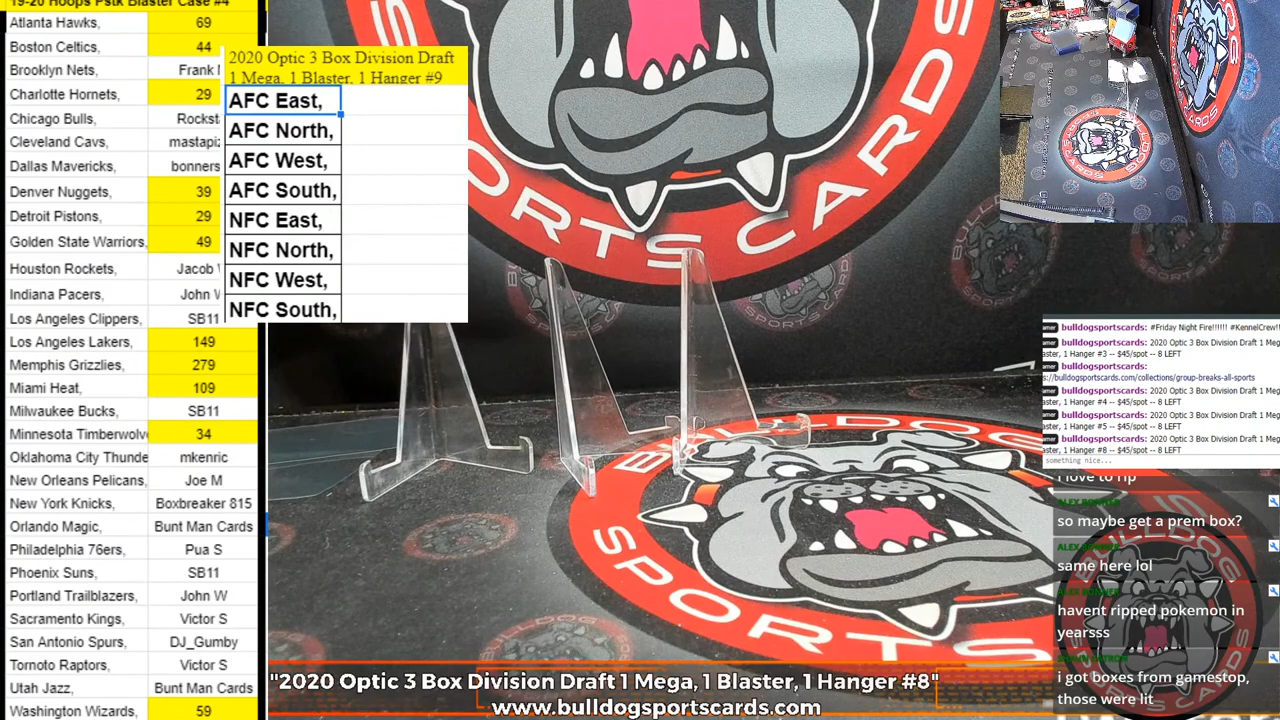 19-20 Hoops Pstk Blaster Case #4
Atlanta Hawks, 69
Boston Celtics, 44
Brooklyn Nets, Frank
Charlotte Hornets, 29
Chicago Bulls, Rockst
Cleveland Cavs, mastapiz
Dallas Mavericks, bonners
Denver Nuggets, 39
Detroit Pistons, 29
Golden State Warriors, 49
Houston Rockets, Jacob
Indiana Pacers, John
Los Angeles Clippers, SB11
Los Angeles Lakers, 149
Memphis Grizzlies, 279
Miami Heat, 109
Milwaukee Bucks, SB11
Minnesota Timberwolv 34
Oklahoma City Thunde mkenric
New Orleans Pelicans, Joe M
New York Knicks, Boxbreaker 815
Orlando Magic, Bunt Man Cards
Philadelphia 76ers, Pua S
Phoenix Suns, SB11
Portland Trailblazers, John W
Sacramento Kings, Victor S
San Antonio Spurs, DJ_Gumby
Tornoto Raptors, Victor S
Utah Jazz, Bunt Man Cards
Washington Wizards, 59
2020 Optic 3 Box Division Draft
1 Mega, 1 Blaster, 1 Hanger #9
AFC East,
AFC North,
AFC West,
AFC South,
NFC East,
NFC North,
NFC West,
NFC South,
SPORTS CARDS
BULLDOG
SPORTS
bulldogsportscards: #Friday Night Fire!!!!!! #KennelCrew!
bulldogsportscards: 2020 Optic 3 Box Division Draft 1 Meg
aster, 1 Hanger #3 -- $45/spot -- 8 LEFT
bulldogsportscards:
s://bulldogsportscards.com/collections/group-breaks-all-sports
bulldogsportscards: 2020 Optic 3 Box Division Draft 1 Meg
aster, 1 Hanger #4 -- $45/spot -- 8 LEFT
bulldogsportscards: 2020 Optic 3 Box Division Draft 1 Meg
aster, 1 Hanger #5 -- $45/spot -- 8 LEFT
bulldogsportscards: 2020 Optic 3 Box Division Draft 1 Meg
aster, 1 Hanger #8 -- $45/spot -- 8 LEFT
something nice...
I love to rip
so maybe get a prem box?
same here lol
havent ripped pokemon in
yearsss
i got boxes from gamestop,
those were lit
"2020 Optic 3 Box Division Draft 1 Mega, 1 Blaster, 1 Hanger #8"
www.bulldogsportscards.com